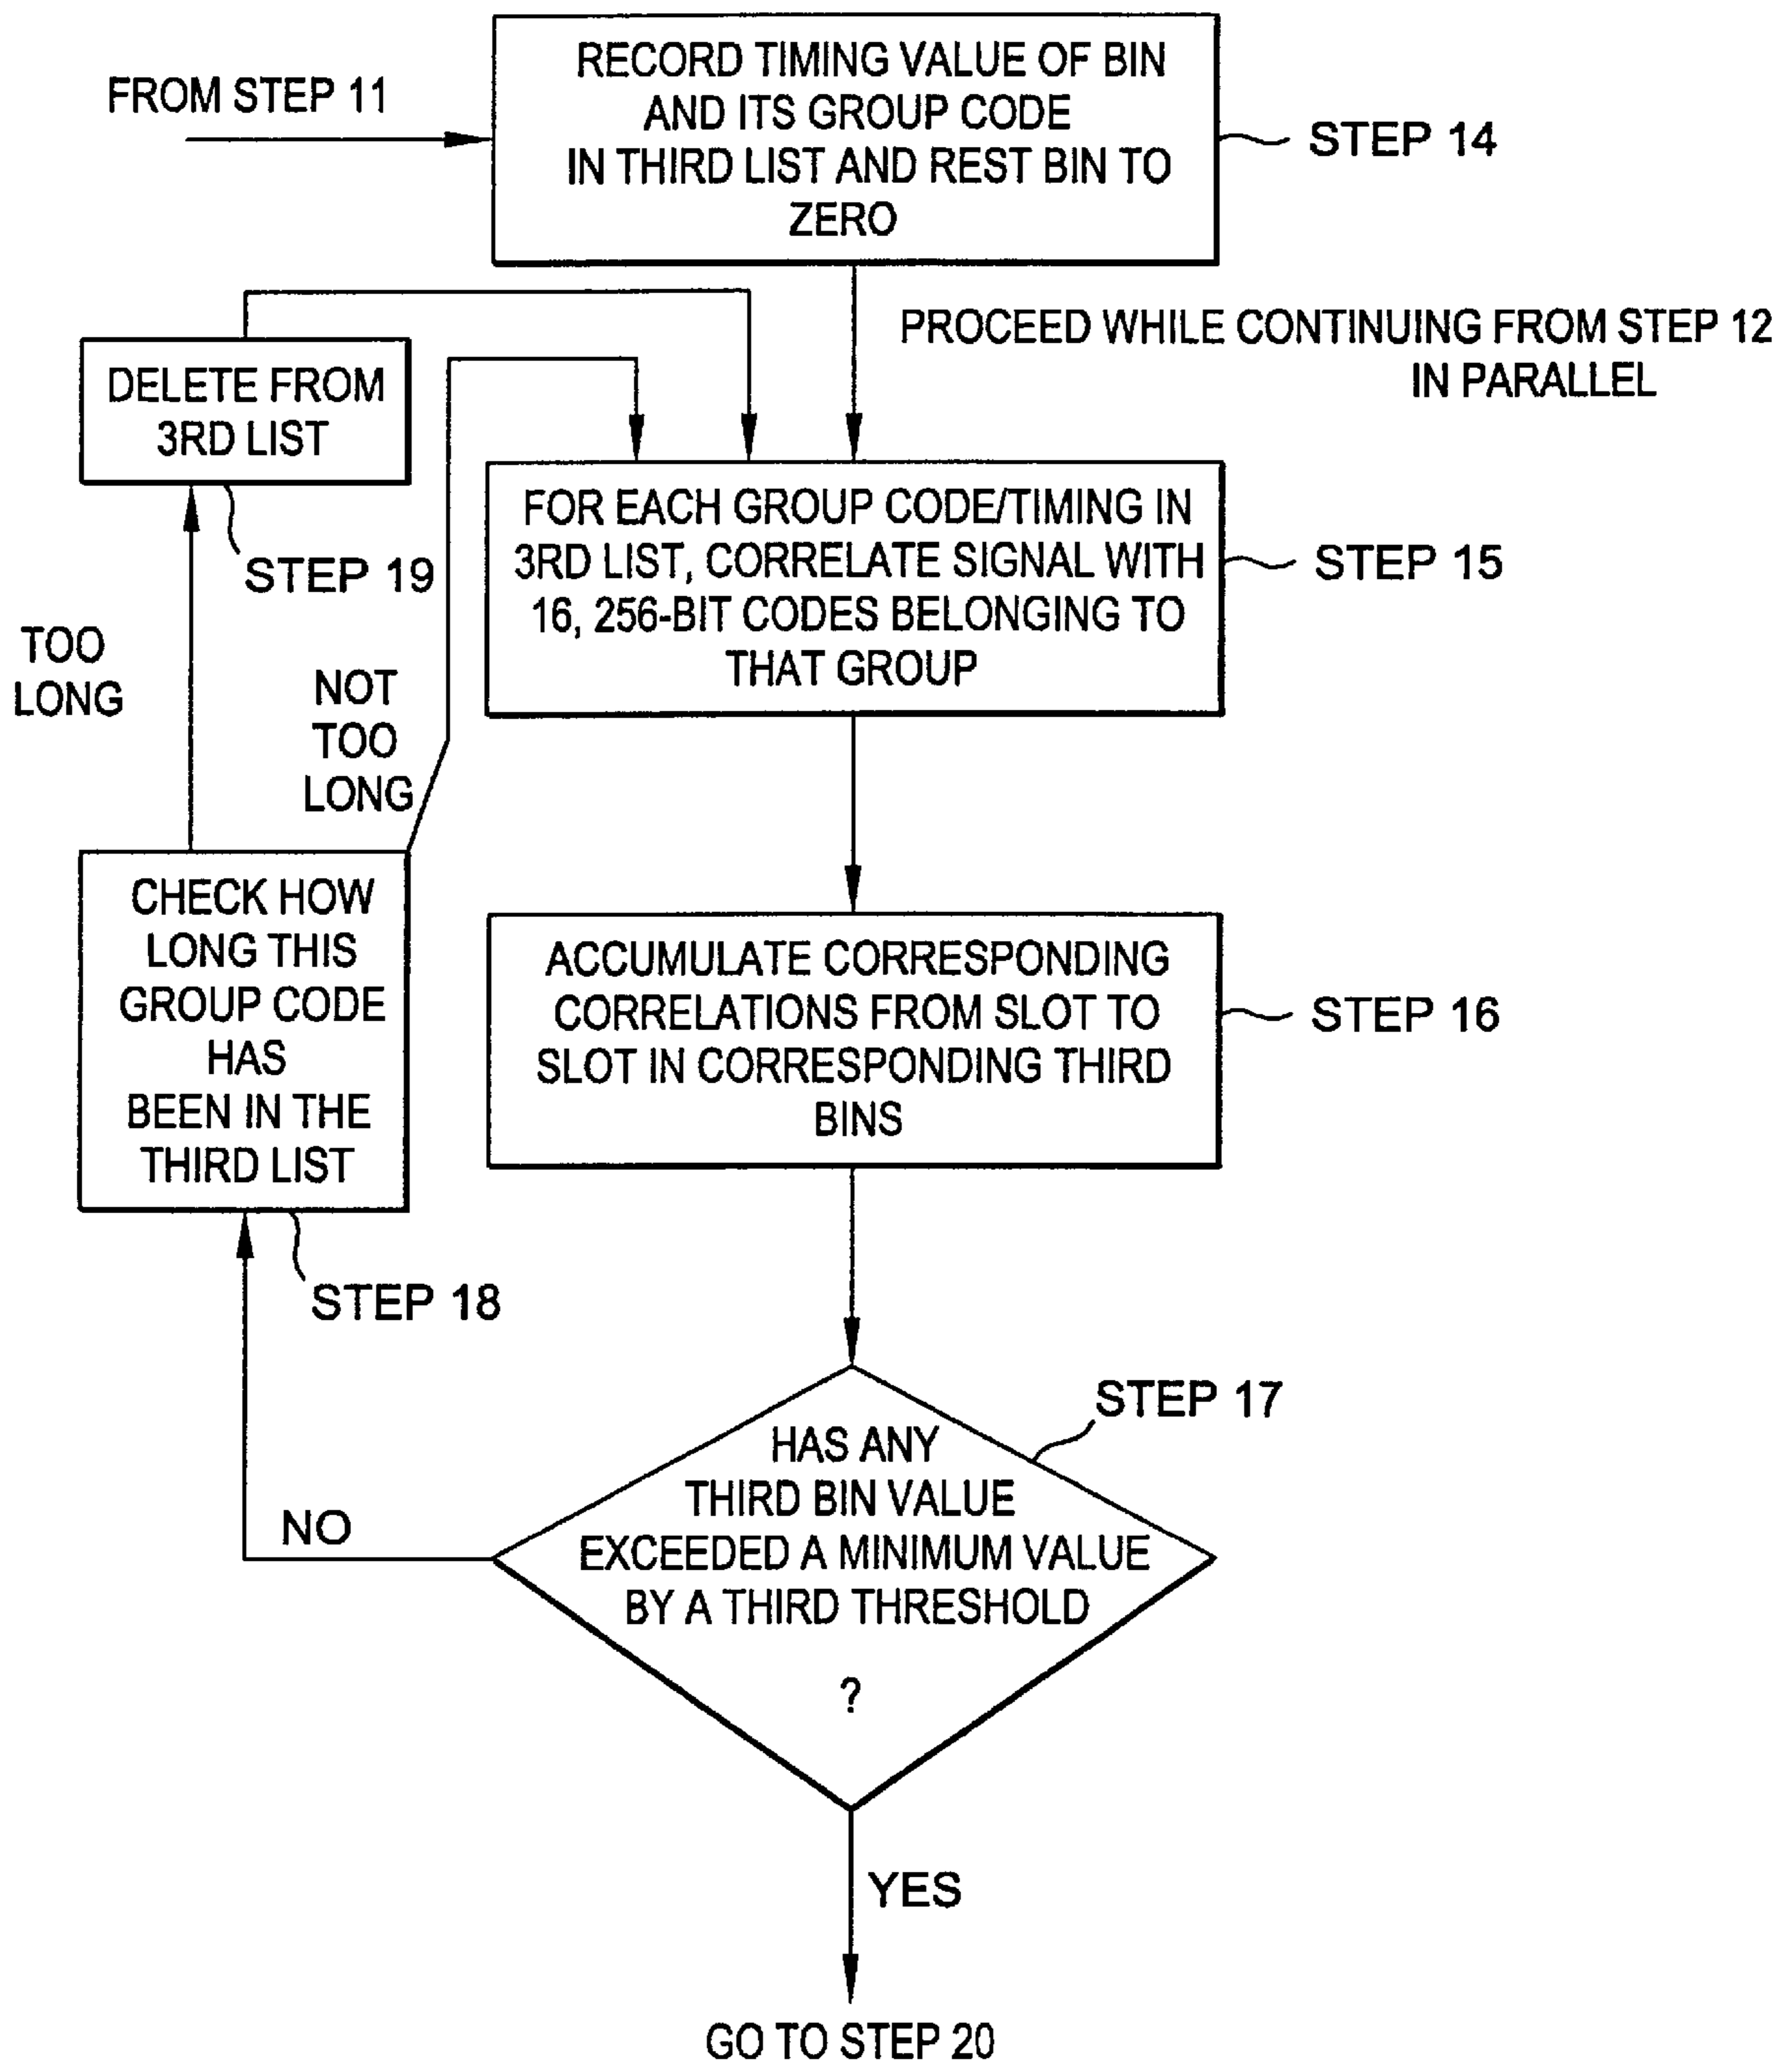 FROM STEP 11
RECORD TIMING VALUE OF BIN
AND ITS GROUP CODE
IN THIRD LIST AND REST BIN TO
ZERO
STEP 14
PROCEED WHILE CONTINUING FROM STEP 12
IN PARALLEL
DELETE FROM
3RD LIST
STEP 19
FOR EACH GROUP CODE/TIMING IN
3RD LIST, CORRELATE SIGNAL WITH
16, 256-BIT CODES BELONGING TO
THAT GROUP
STEP 15
TOO
LONG
NOT
TOO
LONG
CHECK HOW
LONG THIS
GROUP CODE
HAS
BEEN IN THE
THIRD LIST
STEP 18
ACCUMULATE CORRESPONDING
CORRELATIONS FROM SLOT TO
SLOT IN CORRESPONDING THIRD
BINS
STEP 16
STEP 17
HAS ANY
THIRD BIN VALUE
EXCEEDED A MINIMUM VALUE
BY A THIRD THRESHOLD
?
NO
YES
GO TO STEP 20